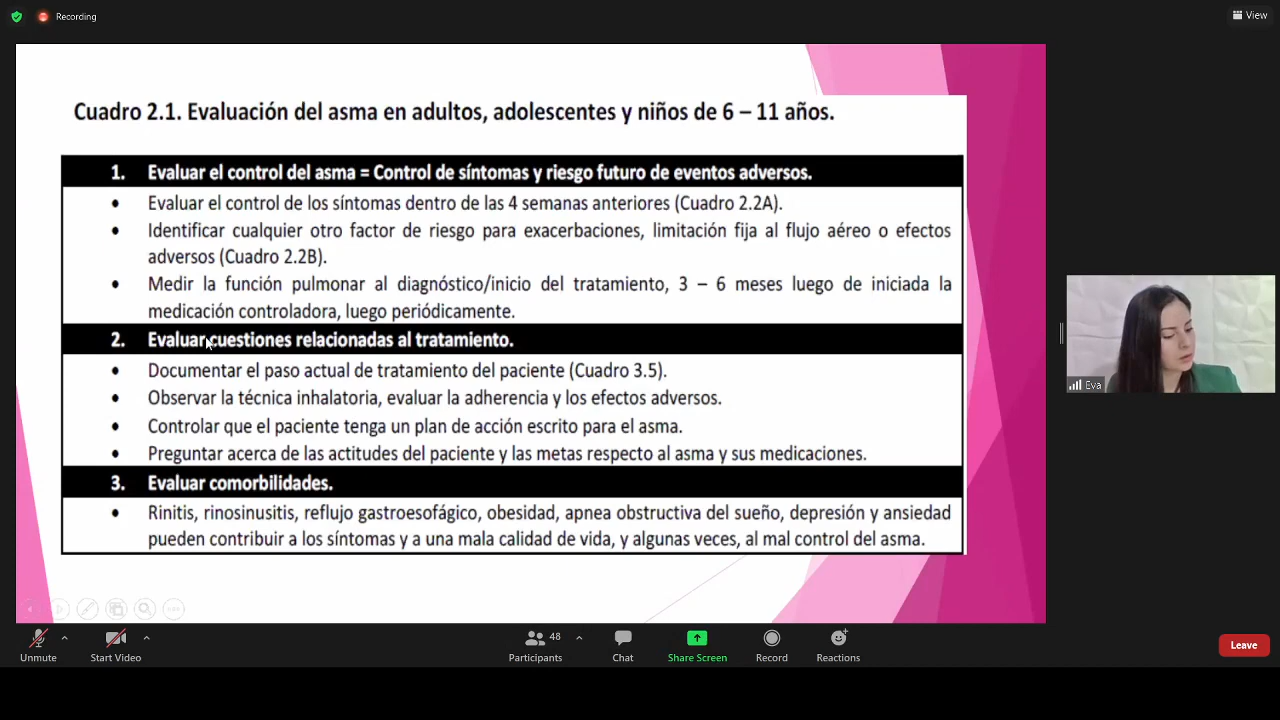 Recording
View
Cuadro 2.1. Evaluación del asma en adultos, adolescentes y niños de 6 – 11 años.
1. Evaluar el control del asma = Control de síntomas y riesgo futuro de eventos adversos.
• Evaluar el control de los síntomas dentro de las 4 semanas anteriores (Cuadro 2.2A).
• Identificar cualquier otro factor de riesgo para exacerbaciones, limitación fija al flujo aéreo o efectos
adversos (Cuadro 2.2B).
• Medir la función pulmonar al diagnóstico/inicio del tratamiento, 3 – 6 meses luego de iniciada la
medicación controladora, luego periódicamente.
2. Evaluar cuestiones relacionadas al tratamiento.
• Documentar el paso actual de tratamiento del paciente (Cuadro 3.5).
• Observar la técnica inhalatoria, evaluar la adherencia y los efectos adversos.
• Controlar que el paciente tenga un plan de acción escrito para el asma.
• Preguntar acerca de las actitudes del paciente y las metas respecto al asma y sus medicaciones.
3. Evaluar comorbilidades.
• Rinitis, rinosinusitis, reflujo gastroesofágico, obesidad, apnea obstructiva del sueño, depresión y ansiedad
pueden contribuir a los síntomas y a una mala calidad de vida, y algunas veces, al mal control del asma.
Eva
48
Unmute
Start Video
Participants
Chat
Share Screen
Record
Reactions
Leave